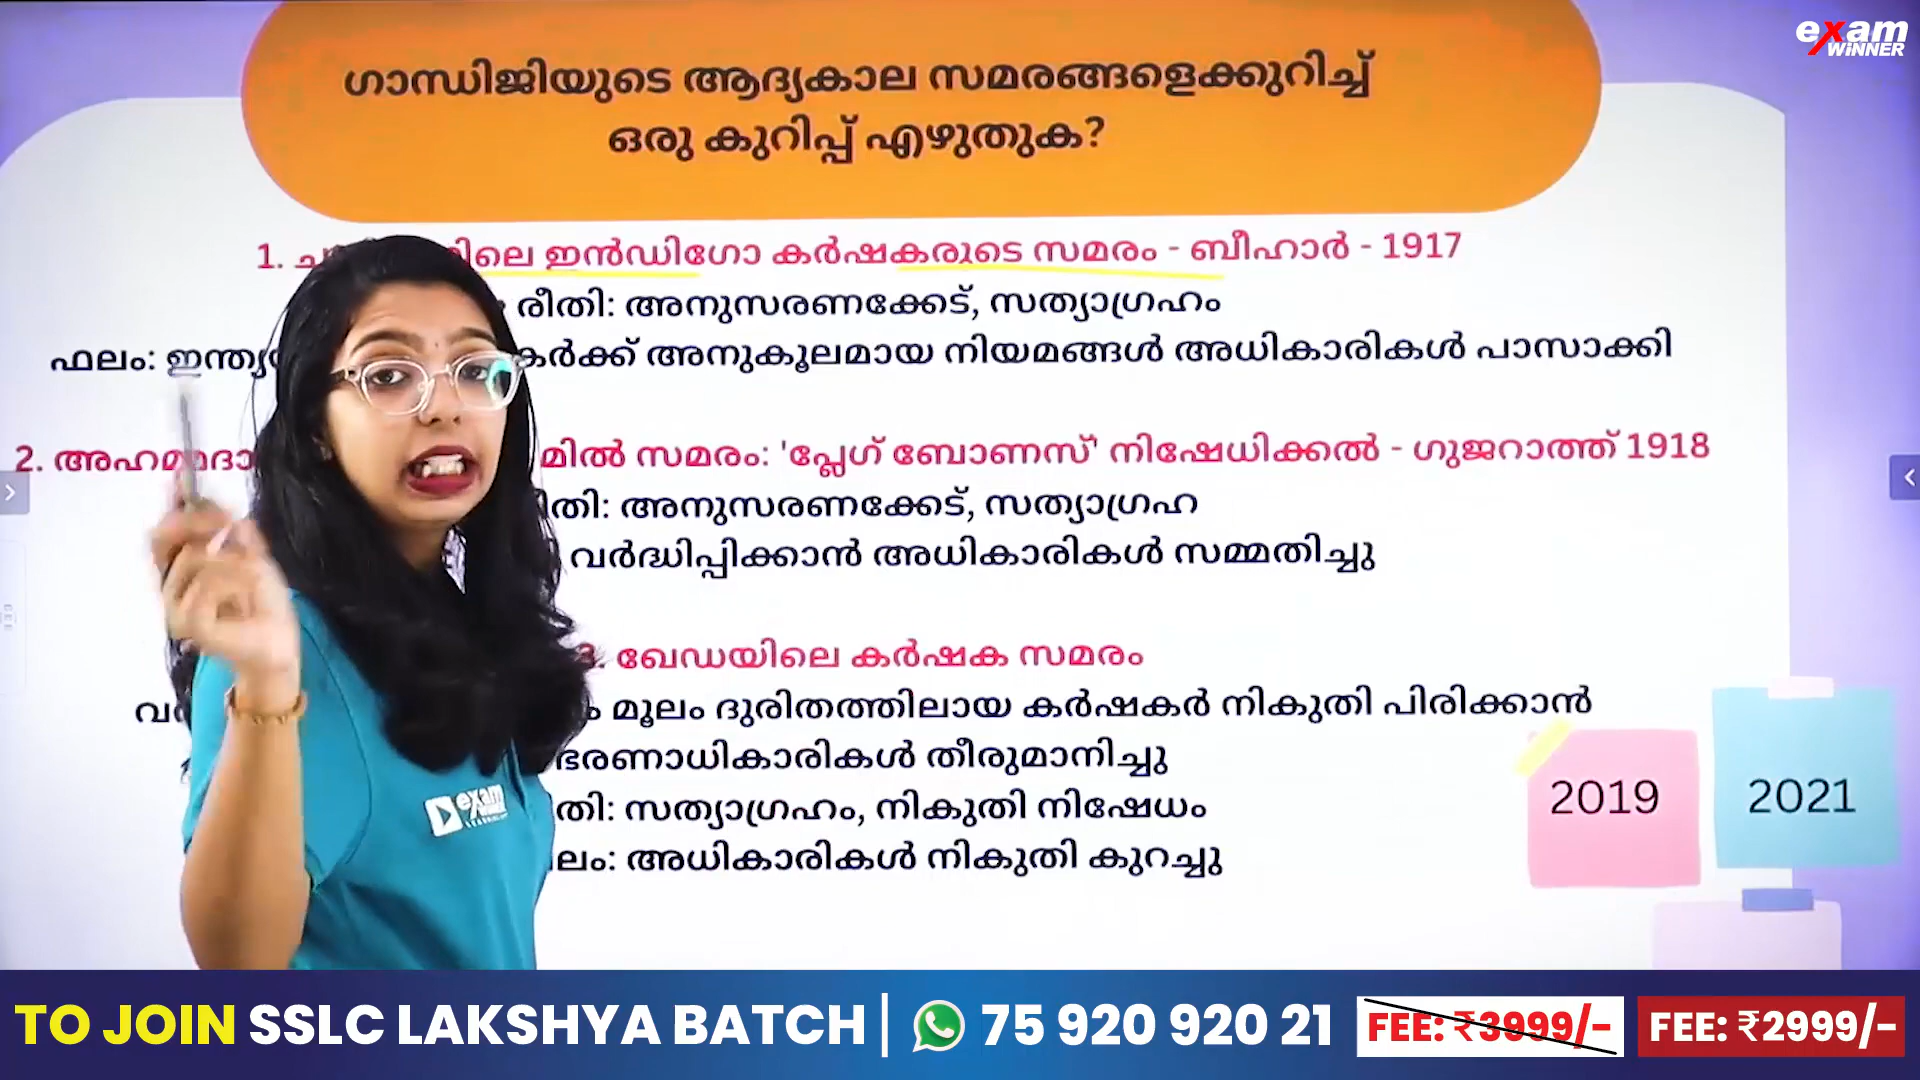 exam
WiNNER
ഗാന്ധിജിയുടെ ആദ്യകാല സമരങ്ങളെക്കുറിച്ച്
ഒരു കുറിപ്പ് എഴുതുക?
1. ഇൻഡിഗോ കർഷകരുടെ സമരം - ബീഹാർ - 1917
രീതി: അനുസരണക്കേട്, സത്യാഗ്രഹം
ഫലം: അനുകൂലമായ നിയമങ്ങൾ അധികാരികൾ പാസാക്കി
2. സമരം: 'പ്ലേഗ് ബോണസ്' നിഷേധിക്കൽ - ഗുജറാത്ത് 1918
അനുസരണക്കേട്, സത്യാഗ്രഹ
വർദ്ധിപ്പിക്കാൻ അധികാരികൾ സമ്മതിച്ചു
3. ഖേഡയിലെ കർഷക സമരം
മൂലം ദുരിതത്തിലായ കർഷകർ നികുതി പിരിക്കാൻ
ഭരണാധികാരികൾ തീരുമാനിച്ചു
സത്യാഗ്രഹം, നികുതി നിഷേധം
അധികാരികൾ നികുതി കുറച്ചു
2019
2021
exam
TO JOIN SSLC LAKSHYA BATCH | 75 920 920 21 FEE: ₹3999/- FEE: ₹2999/-